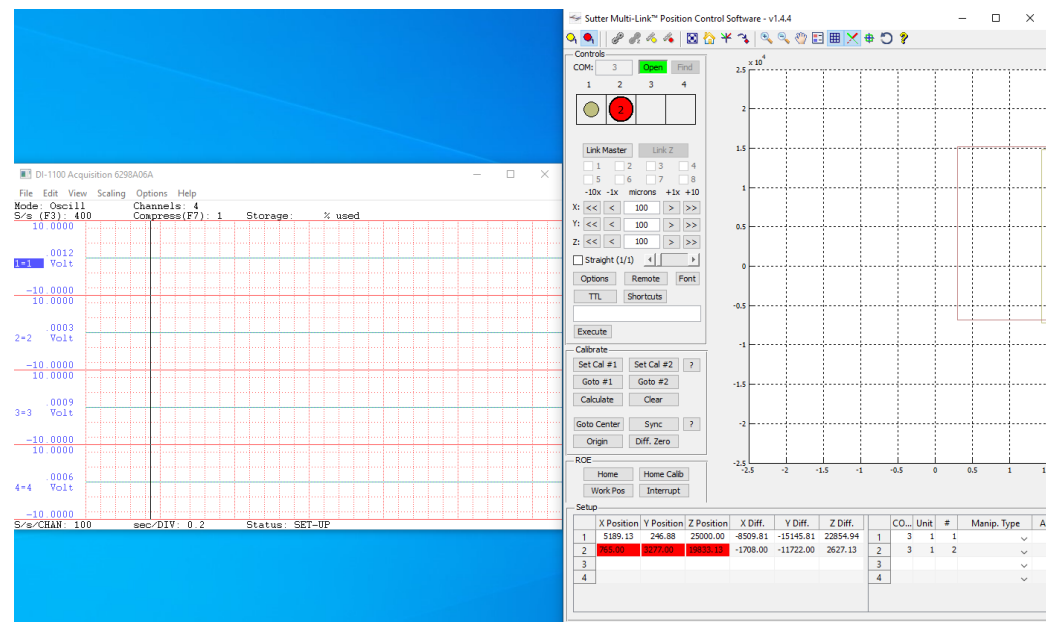 Sutter Multi-Link™ Position Control Software - v1.4.4
Controls
COM: 3 Open Find
1 2 3 4
2
Link Master Link Z
1 2 3 4
5 6 7 8
-10x -1x microns +1x +10
X: << < 100 > >>
Y: << < 100 > >>
Z: << < 100 > >>
Straight (1/1)
Options Remote Font
TTL Shortcuts
Execute
Calibrate
Set Cal #1 Set Cal #2 ?
Goto #1 Goto #2
Calculate Clear
Goto Center Sync ?
Origin Diff. Zero
ROE
Home Home Calib
Work Pos Interrupt
x 10^4
2.5
2
1.5
1
0.5
0
-0.5
-1
-1.5
-2
-2.5
-2.5 -2 -1.5 -1 -0.5 0 0.5 1 1
Setup
X Position Y Position Z Position X Diff. Y Diff. Z Diff. CO... Unit # Manip. Type A
1 5189.13 246.88 25000.00 -8509.81 -15145.81 22854.94 1 3 1 1
2 765.00 3277.00 19833.13 -1708.00 -11722.00 2627.13 2 3 1 2
3 3
4 4
DI-1100 Acquisition 6298A06A
File Edit View Scaling Options Help
Mode: Oscill Channels: 4
S/s (F3): 400 Compress(F7): 1 Storage: % used
10.0000
.0012
1=1 Volt
-10.0000
10.0000
.0003
2=2 Volt
-10.0000
10.0000
.0009
3=3 Volt
-10.0000
10.0000
.0006
4=4 Volt
-10.0000
S/s/CHAN: 100 sec/DIV: 0.2 Status: SET-UP